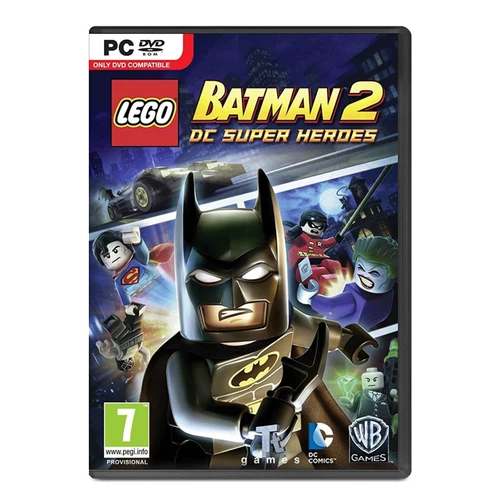 PC DVD
ROM
ONLY DVD COMPATIBLE
LEGO
BATMAN 2
DC SUPER HEROES
7
www.pegi.info
PROVISIONAL
TT
games
DC
COMICS™
WB
GAMES